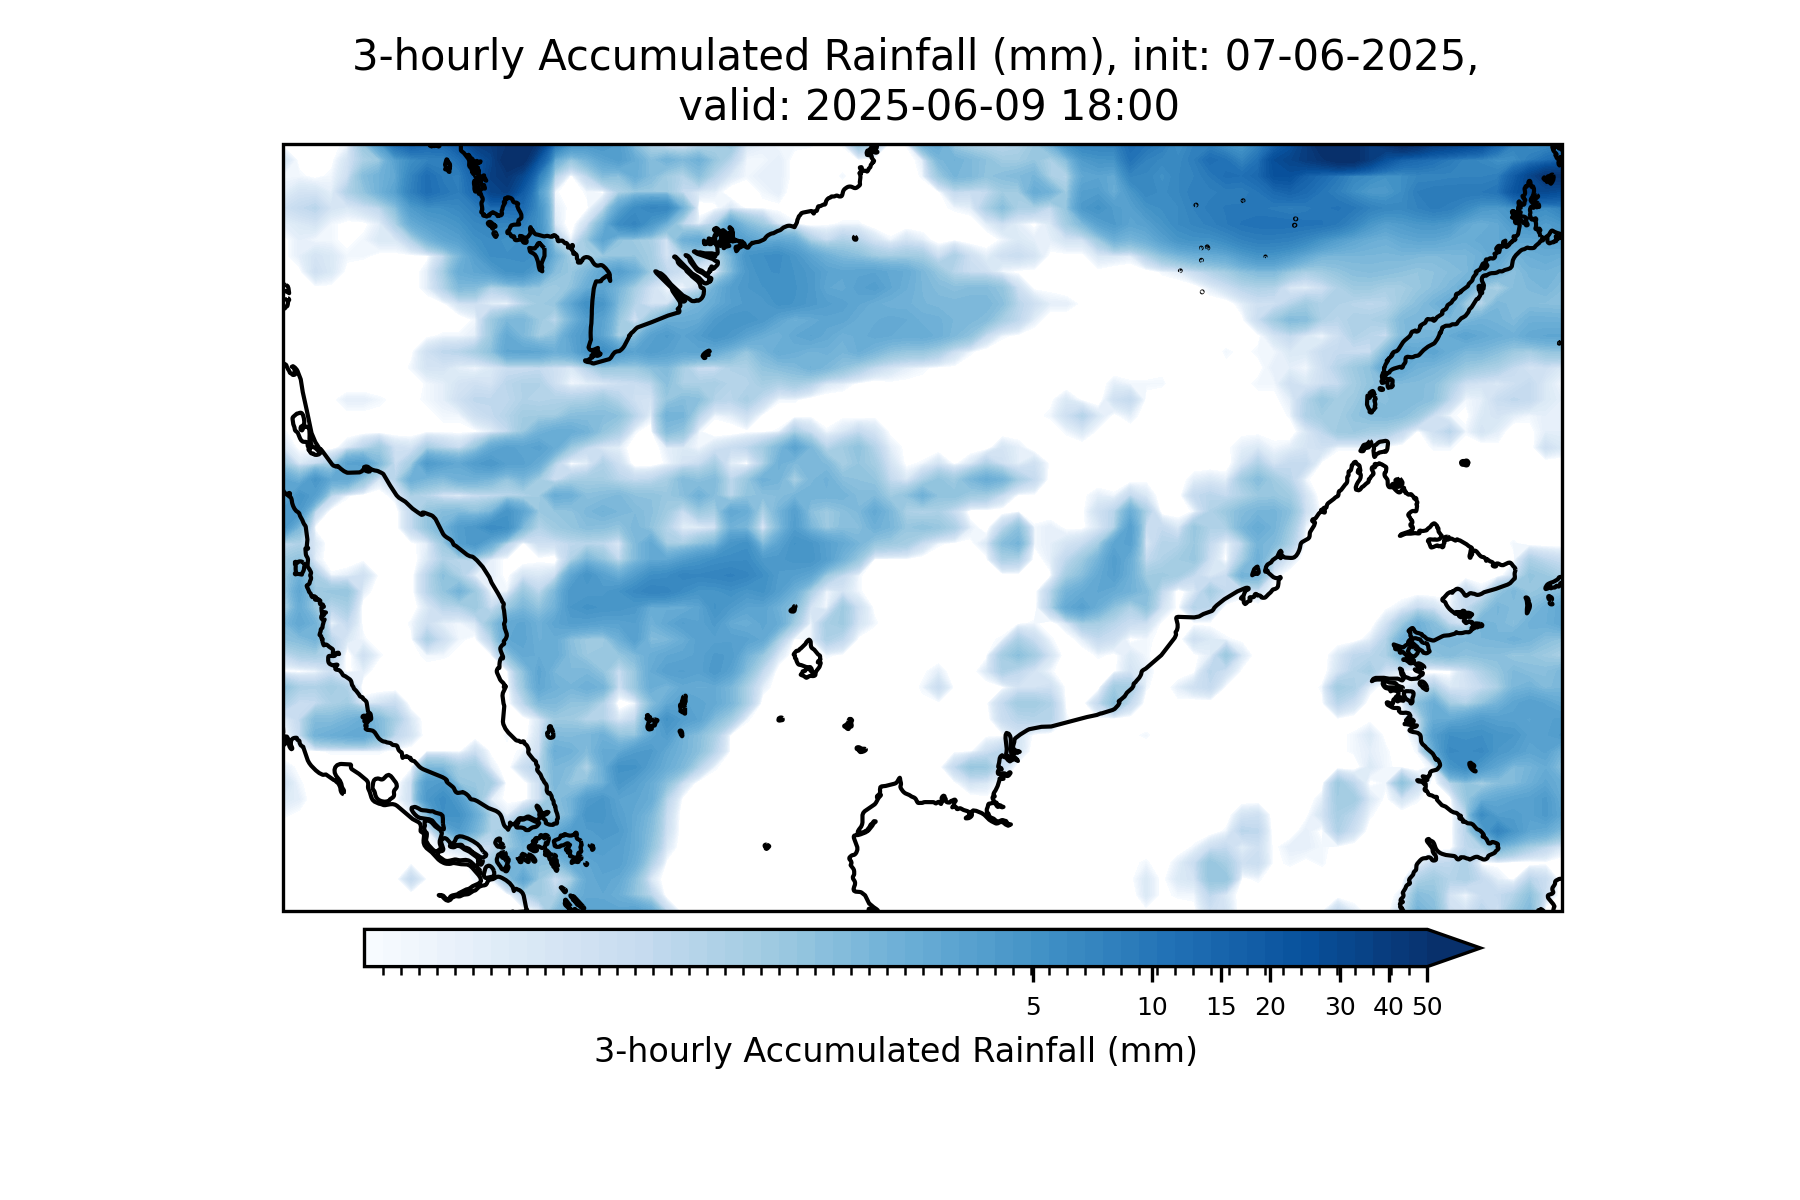 3-hourly Accumulated Rainfall (mm), init: 07-06-2025,
valid: 2025-06-09 18:00
5 10 15 20 30 40 50
3-hourly Accumulated Rainfall (mm)